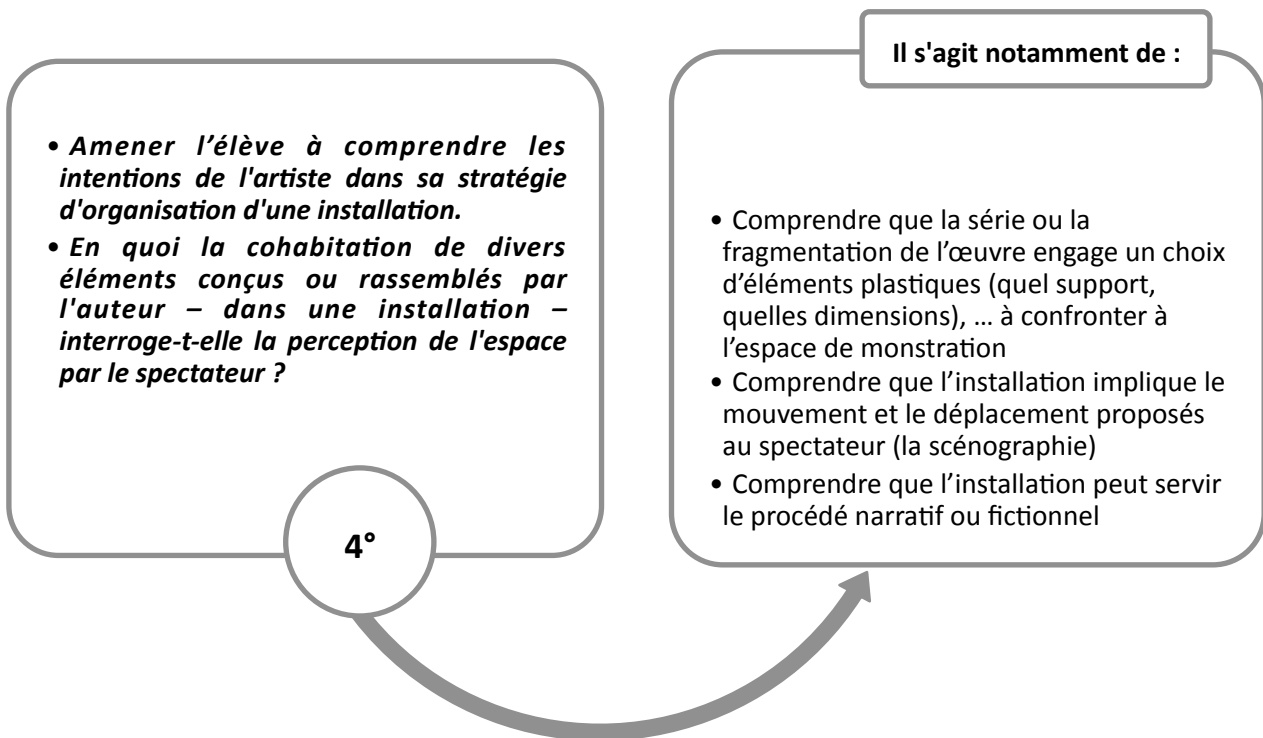 • Amener l’élève à comprendre les
intentions de l'artiste dans sa stratégie
d'organisation d'une installation.
• En quoi la cohabitation de divers
éléments conçus ou rassemblés par
l'auteur – dans une installation –
interroge-t-elle la perception de l'espace
par le spectateur ?
4°
Il s'agit notamment de :
• Comprendre que la série ou la
fragmentation de l’œuvre engage un choix
d’éléments plastiques (quel support,
quelles dimensions), … à confronter à
l’espace de monstration
• Comprendre que l’installation implique le
mouvement et le déplacement proposés
au spectateur (la scénographie)
• Comprendre que l’installation peut servir
le procédé narratif ou fictionnel